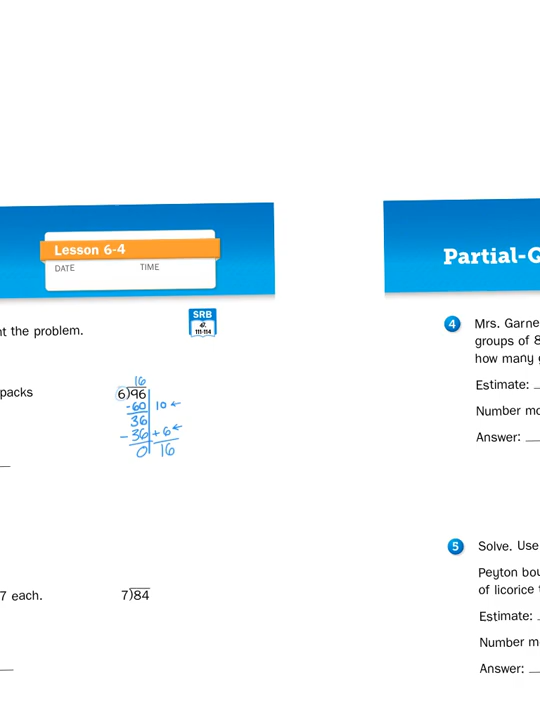 Lesson 6-4
DATE TIME
SRB
111-114
the problem.
packs
16
6)96
-60 10 ←
36
-36 +6 ←
0 16
7 each.
7)84
Partial-Q
4 Mrs. Garne
groups of 8
how many g
Estimate:
Number mo
Answer:
5 Solve. Use
Peyton bou
of licorice
Estimate:
Number m
Answer: